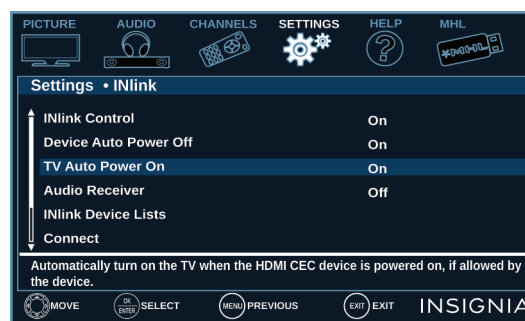 PICTURE AUDIO CHANNELS SETTINGS HELP MHL
Settings • INlink
INlink Control On
Device Auto Power Off On
TV Auto Power On On
Audio Receiver Off
INlink Device Lists
Connect
Automatically turn on the TV when the HDMI CEC device is powered on, if allowed by
the device.
MOVE OK ENTER SELECT MENU PREVIOUS EXIT EXIT INSIGNIA